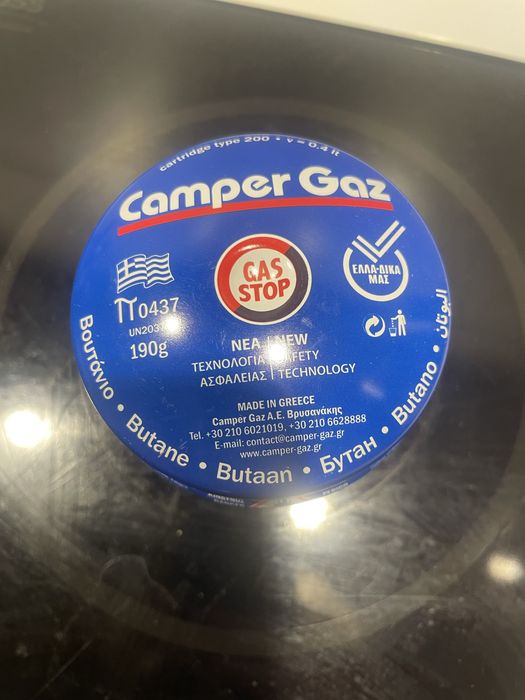 cartridge type 200 • v = 0.4 lt
Camper Gaz
GAS
STOP
ΕΛΛΑ-ΔΙΚΑ
ΜΑΣ
π0437
UN2037
190g
ΝΕΑ | NEW
ΤΕΧΝΟΛΟΓΙΑ | SAFETY
ΑΣΦΑΛΕΙΑΣ | TECHNOLOGY
MADE IN GREECE
Camper Gaz Α.Ε. Βρυσανάκης
Tel. +30 210 6021019, +30 210 6628888
E-mail: contact@camper-gaz.gr
www.camper-gaz.gr
Βουτάνιο • Butane • Butaan • Бутан • Butano • البوتان